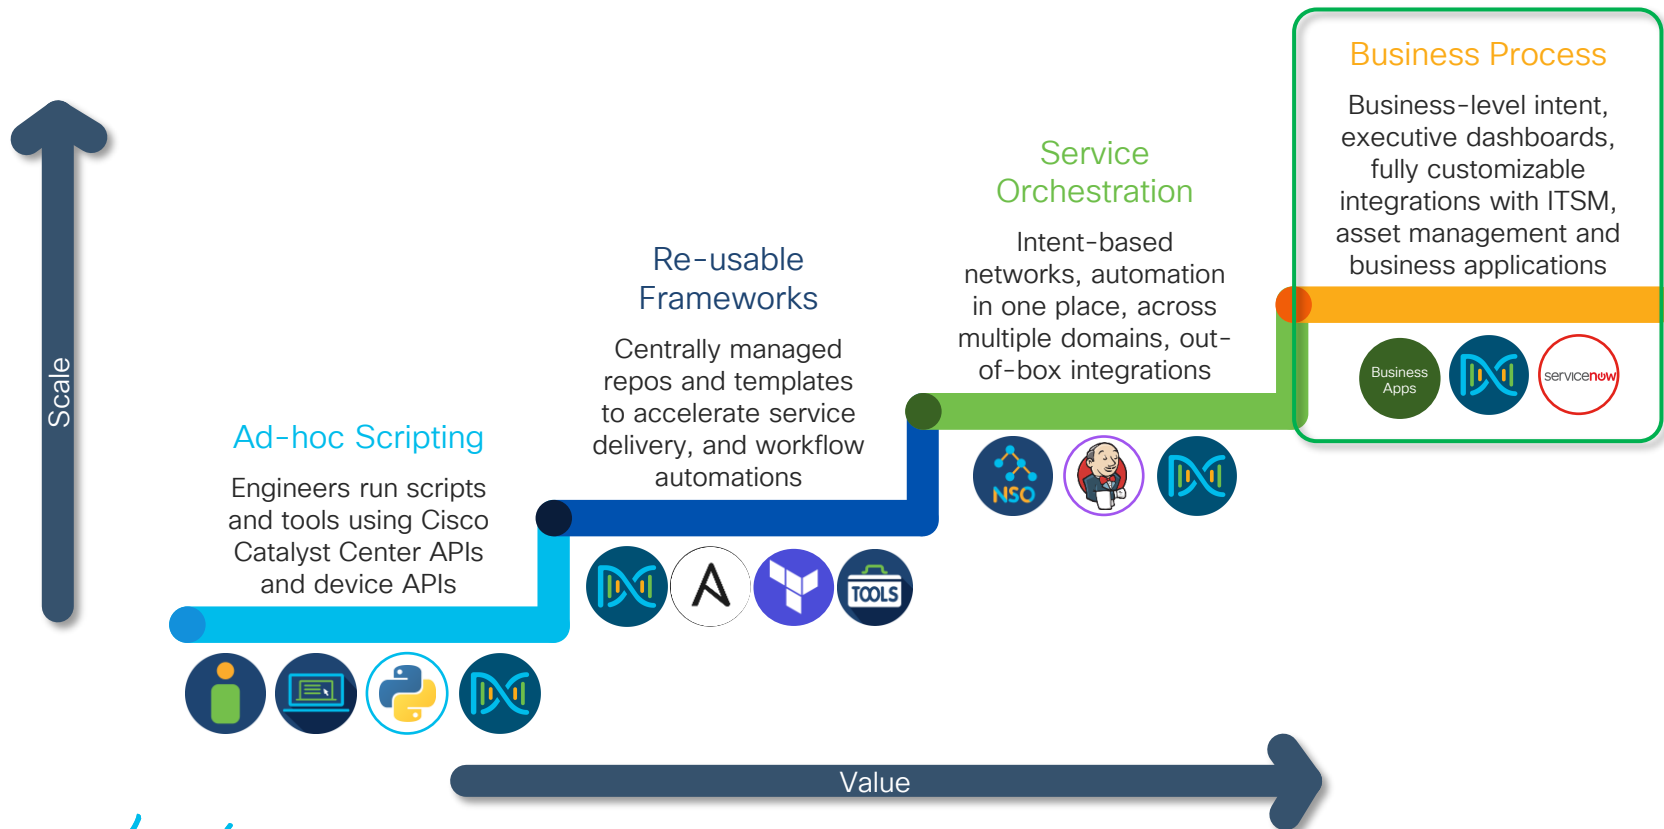 Business Process
Business-level intent,
executive dashboards,
fully customizable
integrations with ITSM,
asset management and
business applications
Business
Apps
servicenow
Service
Orchestration
Intent-based
networks, automation
in one place, across
multiple domains, out-
of-box integrations
NSO
Re-usable
Frameworks
Centrally managed
repos and templates
to accelerate service
delivery, and workflow
automations
TOOLS
Ad-hoc Scripting
Engineers run scripts
and tools using Cisco
Catalyst Center APIs
and device APIs
Scale
Value